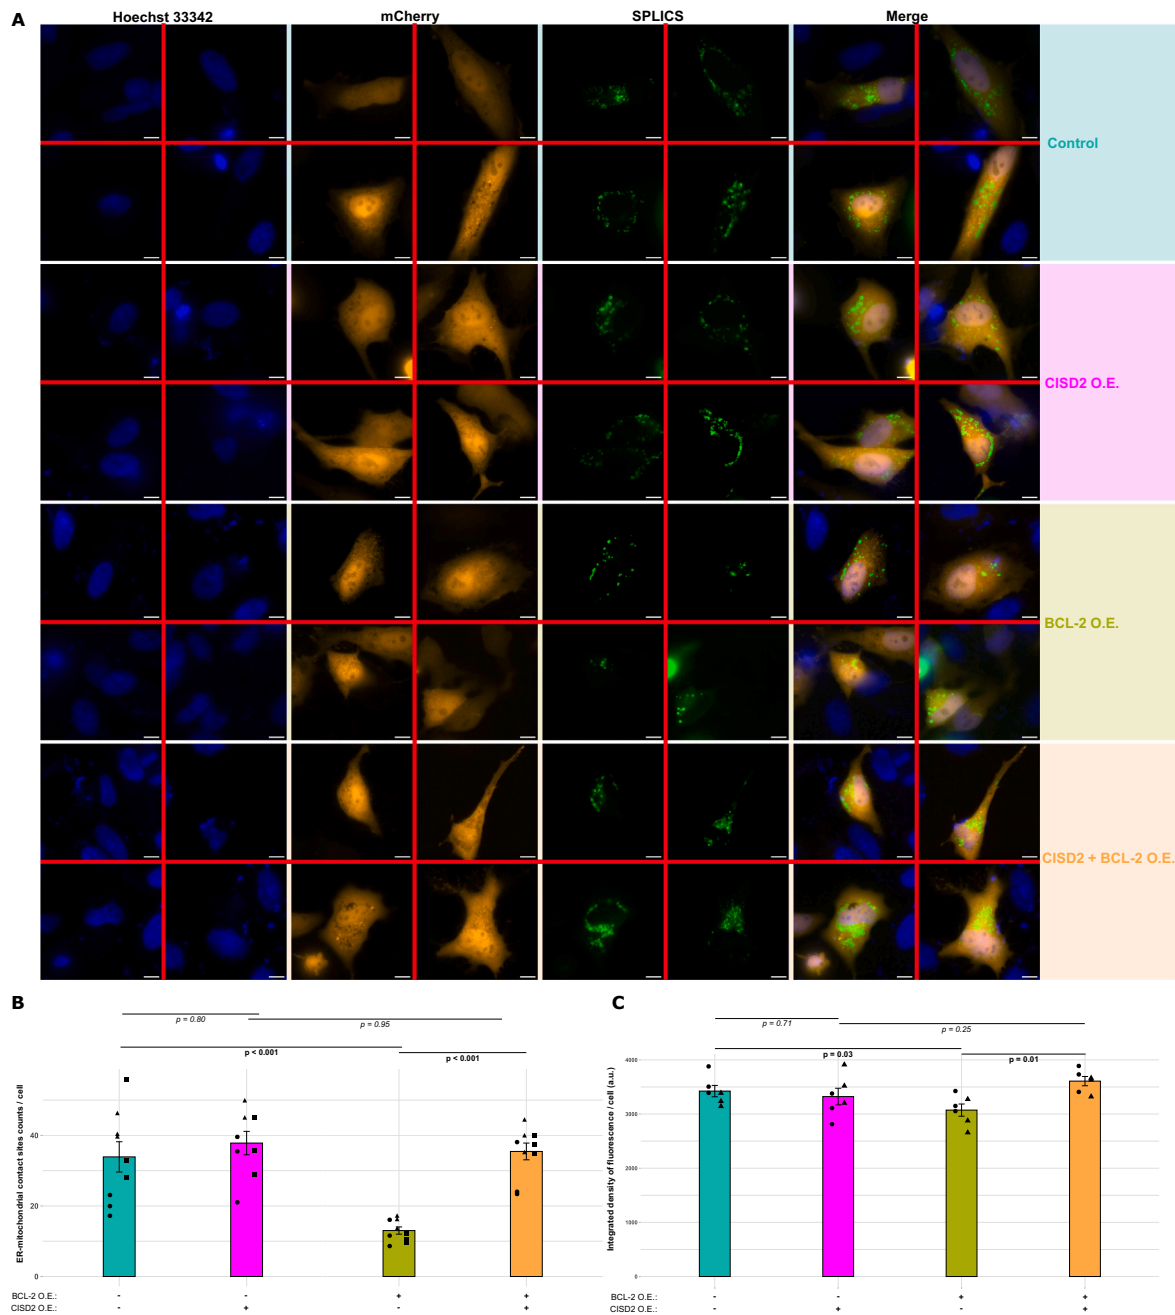 A
Hoechst 33342 mCherry SPLICS Merge
Control
CISD2 O.E.
BCL-2 O.E.
CISD2 + BCL-2 O.E.
B
p = 0.80
p = 0.95
p < 0.001
p < 0.001
ER-mitochondrial contact sites counts / cell
40
20
0
BCL-2 O.E.: - - + +
CISD2 O.E.: - + - +
C
p = 0.71
p = 0.25
p = 0.03
p = 0.01
Integrated density of fluorescence / cell (a.u.)
4000
3000
2000
1000
0
BCL-2 O.E.: - - + +
CISD2 O.E.: - + - +